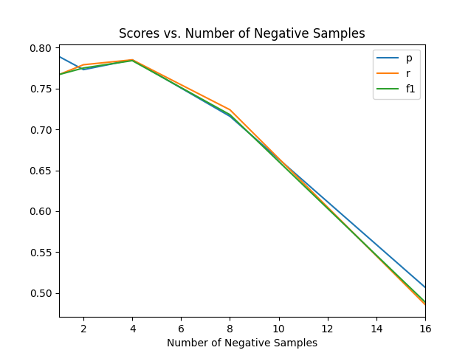 Scores vs. Number of Negative Samples
p
r
f1
0.80
0.75
0.70
0.65
0.60
0.55
0.50
2 4 6 8 10 12 14 16
Number of Negative Samples